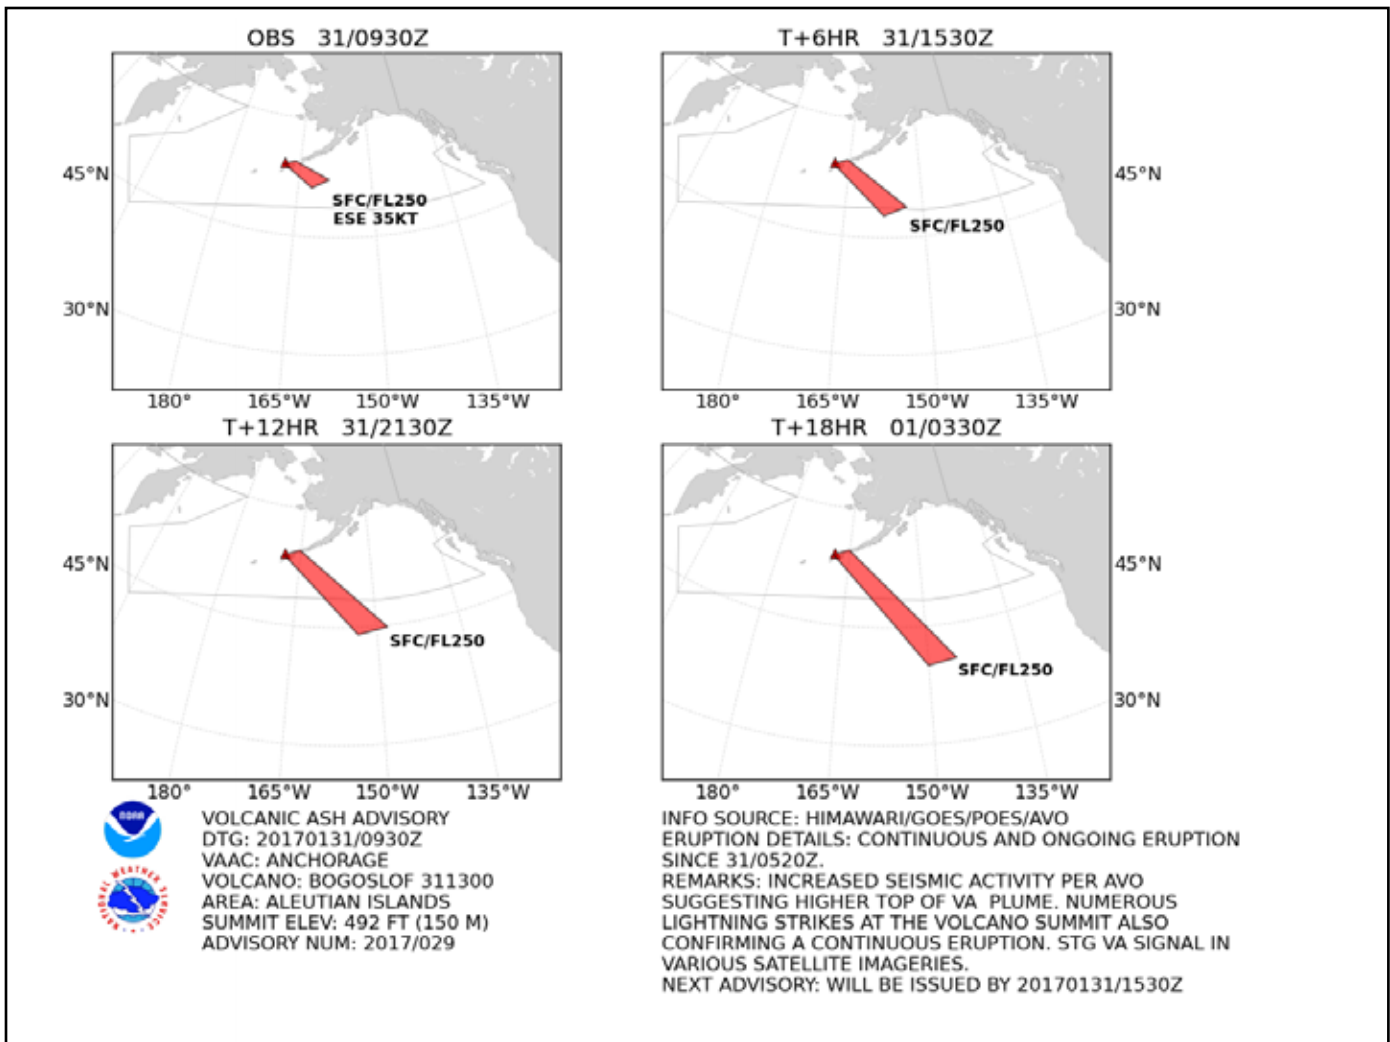 OBS   31/0930Z
45°N
30°N
SFC/FL250
ESE 35KT
180°
165°W
150°W
135°W
T+6HR   31/1530Z
SFC/FL250
45°N
30°N
180°
165°W
150°W
135°W
T+12HR   31/2130Z
45°N
30°N
SFC/FL250
180°
165°W
150°W
135°W
T+18HR   01/0330Z
SFC/FL250
45°N
30°N
180°
165°W
150°W
135°W
NOAA
NATIONAL WEATHER SERVICE
VOLCANIC ASH ADVISORY
DTG: 20170131/0930Z
VAAC: ANCHORAGE
VOLCANO: BOGOSLOF 311300
AREA: ALEUTIAN ISLANDS
SUMMIT ELEV: 492 FT (150 M)
ADVISORY NUM: 2017/029
INFO SOURCE: HIMAWARI/GOES/POES/AVO
ERUPTION DETAILS: CONTINUOUS AND ONGOING ERUPTION
SINCE 31/0520Z.
REMARKS: INCREASED SEISMIC ACTIVITY PER AVO
SUGGESTING HIGHER TOP OF VA  PLUME. NUMEROUS
LIGHTNING STRIKES AT THE VOLCANO SUMMIT ALSO
CONFIRMING A CONTINUOUS ERUPTION. STG VA SIGNAL IN
VARIOUS SATELLITE IMAGERIES.
NEXT ADVISORY: WILL BE ISSUED BY 20170131/1530Z